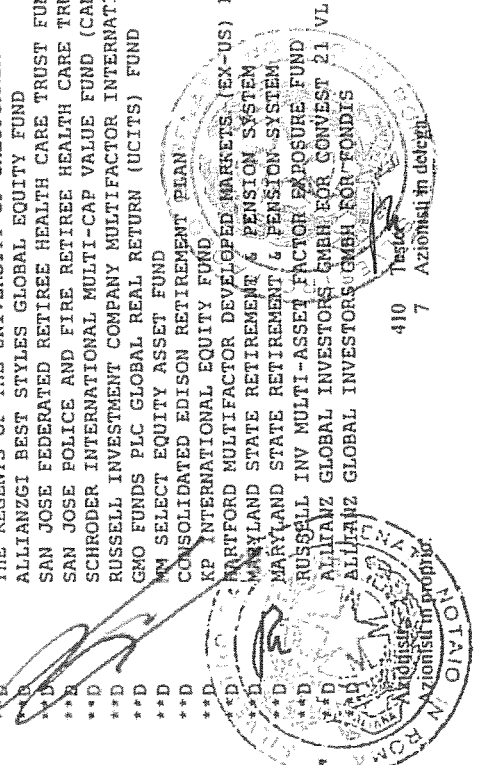 THE REGENTS OF THE UNIVERSITY OF
**D ALLIANZGI BEST STYLES GLOBAL EQUITY FUND
**D SAN JOSE FEDERATED RETIREE HEALTH CARE TRUST FUN
**D SAN JOSE POLICE AND FIRE RETIREE HEALTH CARE TRU
**D SCHRODER INTERNATIONAL MULTI-CAP VALUE FUND (CAN
**D RUSSELL INVESTMENT COMPANY MULTIFACTOR INTERNATI
**D GMO FUNDS PLC GLOBAL REAL RETURN (UCITS) FUND
**D MM SELECT EQUITY ASSET FUND
**D CONSOLIDATED EDISON RETIREMENT PLAN
**D KP INTERNATIONAL EQUITY FUND
**D HARTFORD MULTIFACTOR DEVELOPED MARKETS (EX-US)
**D MARYLAND STATE RETIREMENT & PENSION SYSTEM
**D MARYLAND STATE RETIREMENT & PENSION SYSTEM
**D RUSSELL INV MULTI-ASSET FACTOR EXPOSURE FUND
**D ALLIANZ GLOBAL INVESTORS GMBH FOR CONVEST 21 VL
**D ALLIANZ GLOBAL INVESTORS GMBH FOR FONDIS
Azionisti: 410 Teste
Azionisti in proprio: 7 Azionisti in delega:
NOTAIO IN ROMA